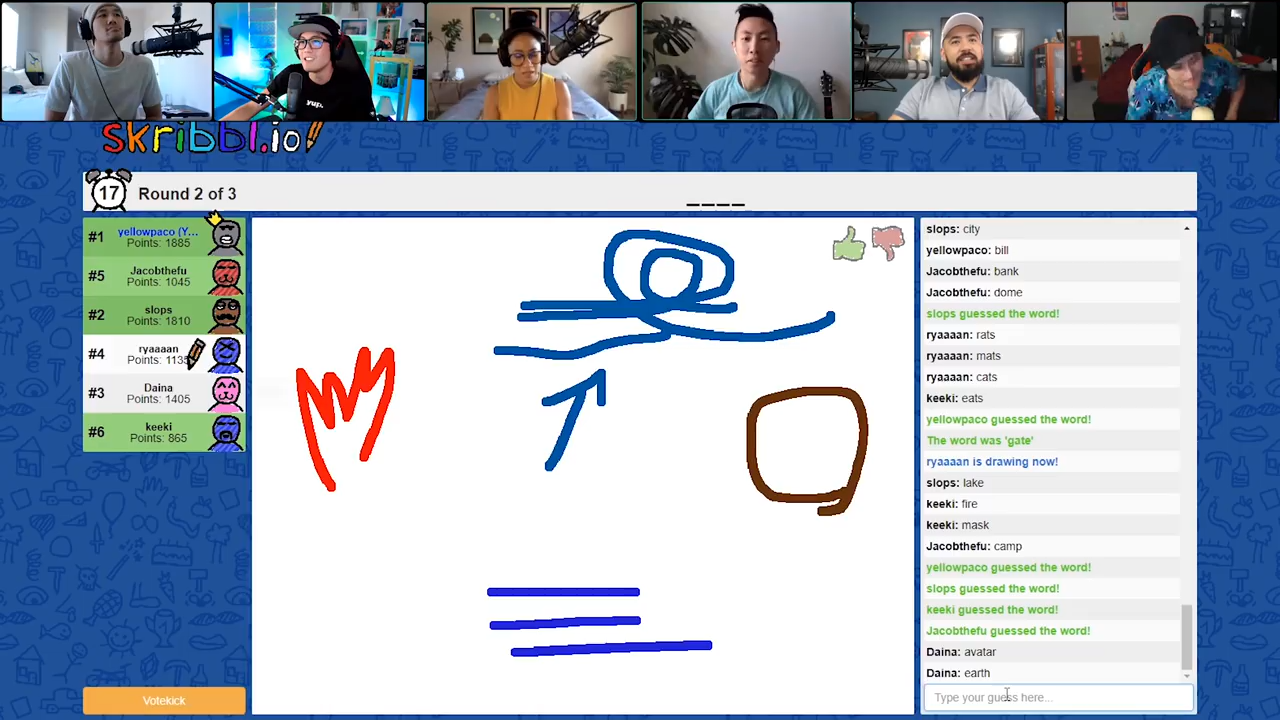 yup.
skribbl.io
17
Round 2 of 3
_ _ _ _
#1
yellowpaco (Y...
Points: 1885
#5
Jacobthefu
Points: 1045
#2
slops
Points: 1810
#4
ryaaaan
Points: 1135
#3
Daina
Points: 1405
#6
keeki
Points: 865
Votekick
slops: city
yellowpaco: bill
Jacobthefu: bank
Jacobthefu: dome
slops guessed the word!
ryaaaan: rats
ryaaaan: mats
ryaaaan: cats
keeki: eats
yellowpaco guessed the word!
The word was 'gate'
ryaaaan is drawing now!
slops: lake
keeki: fire
keeki: mask
Jacobthefu: camp
yellowpaco guessed the word!
slops guessed the word!
keeki guessed the word!
Jacobthefu guessed the word!
Daina: avatar
Daina: earth
Type your guess here...